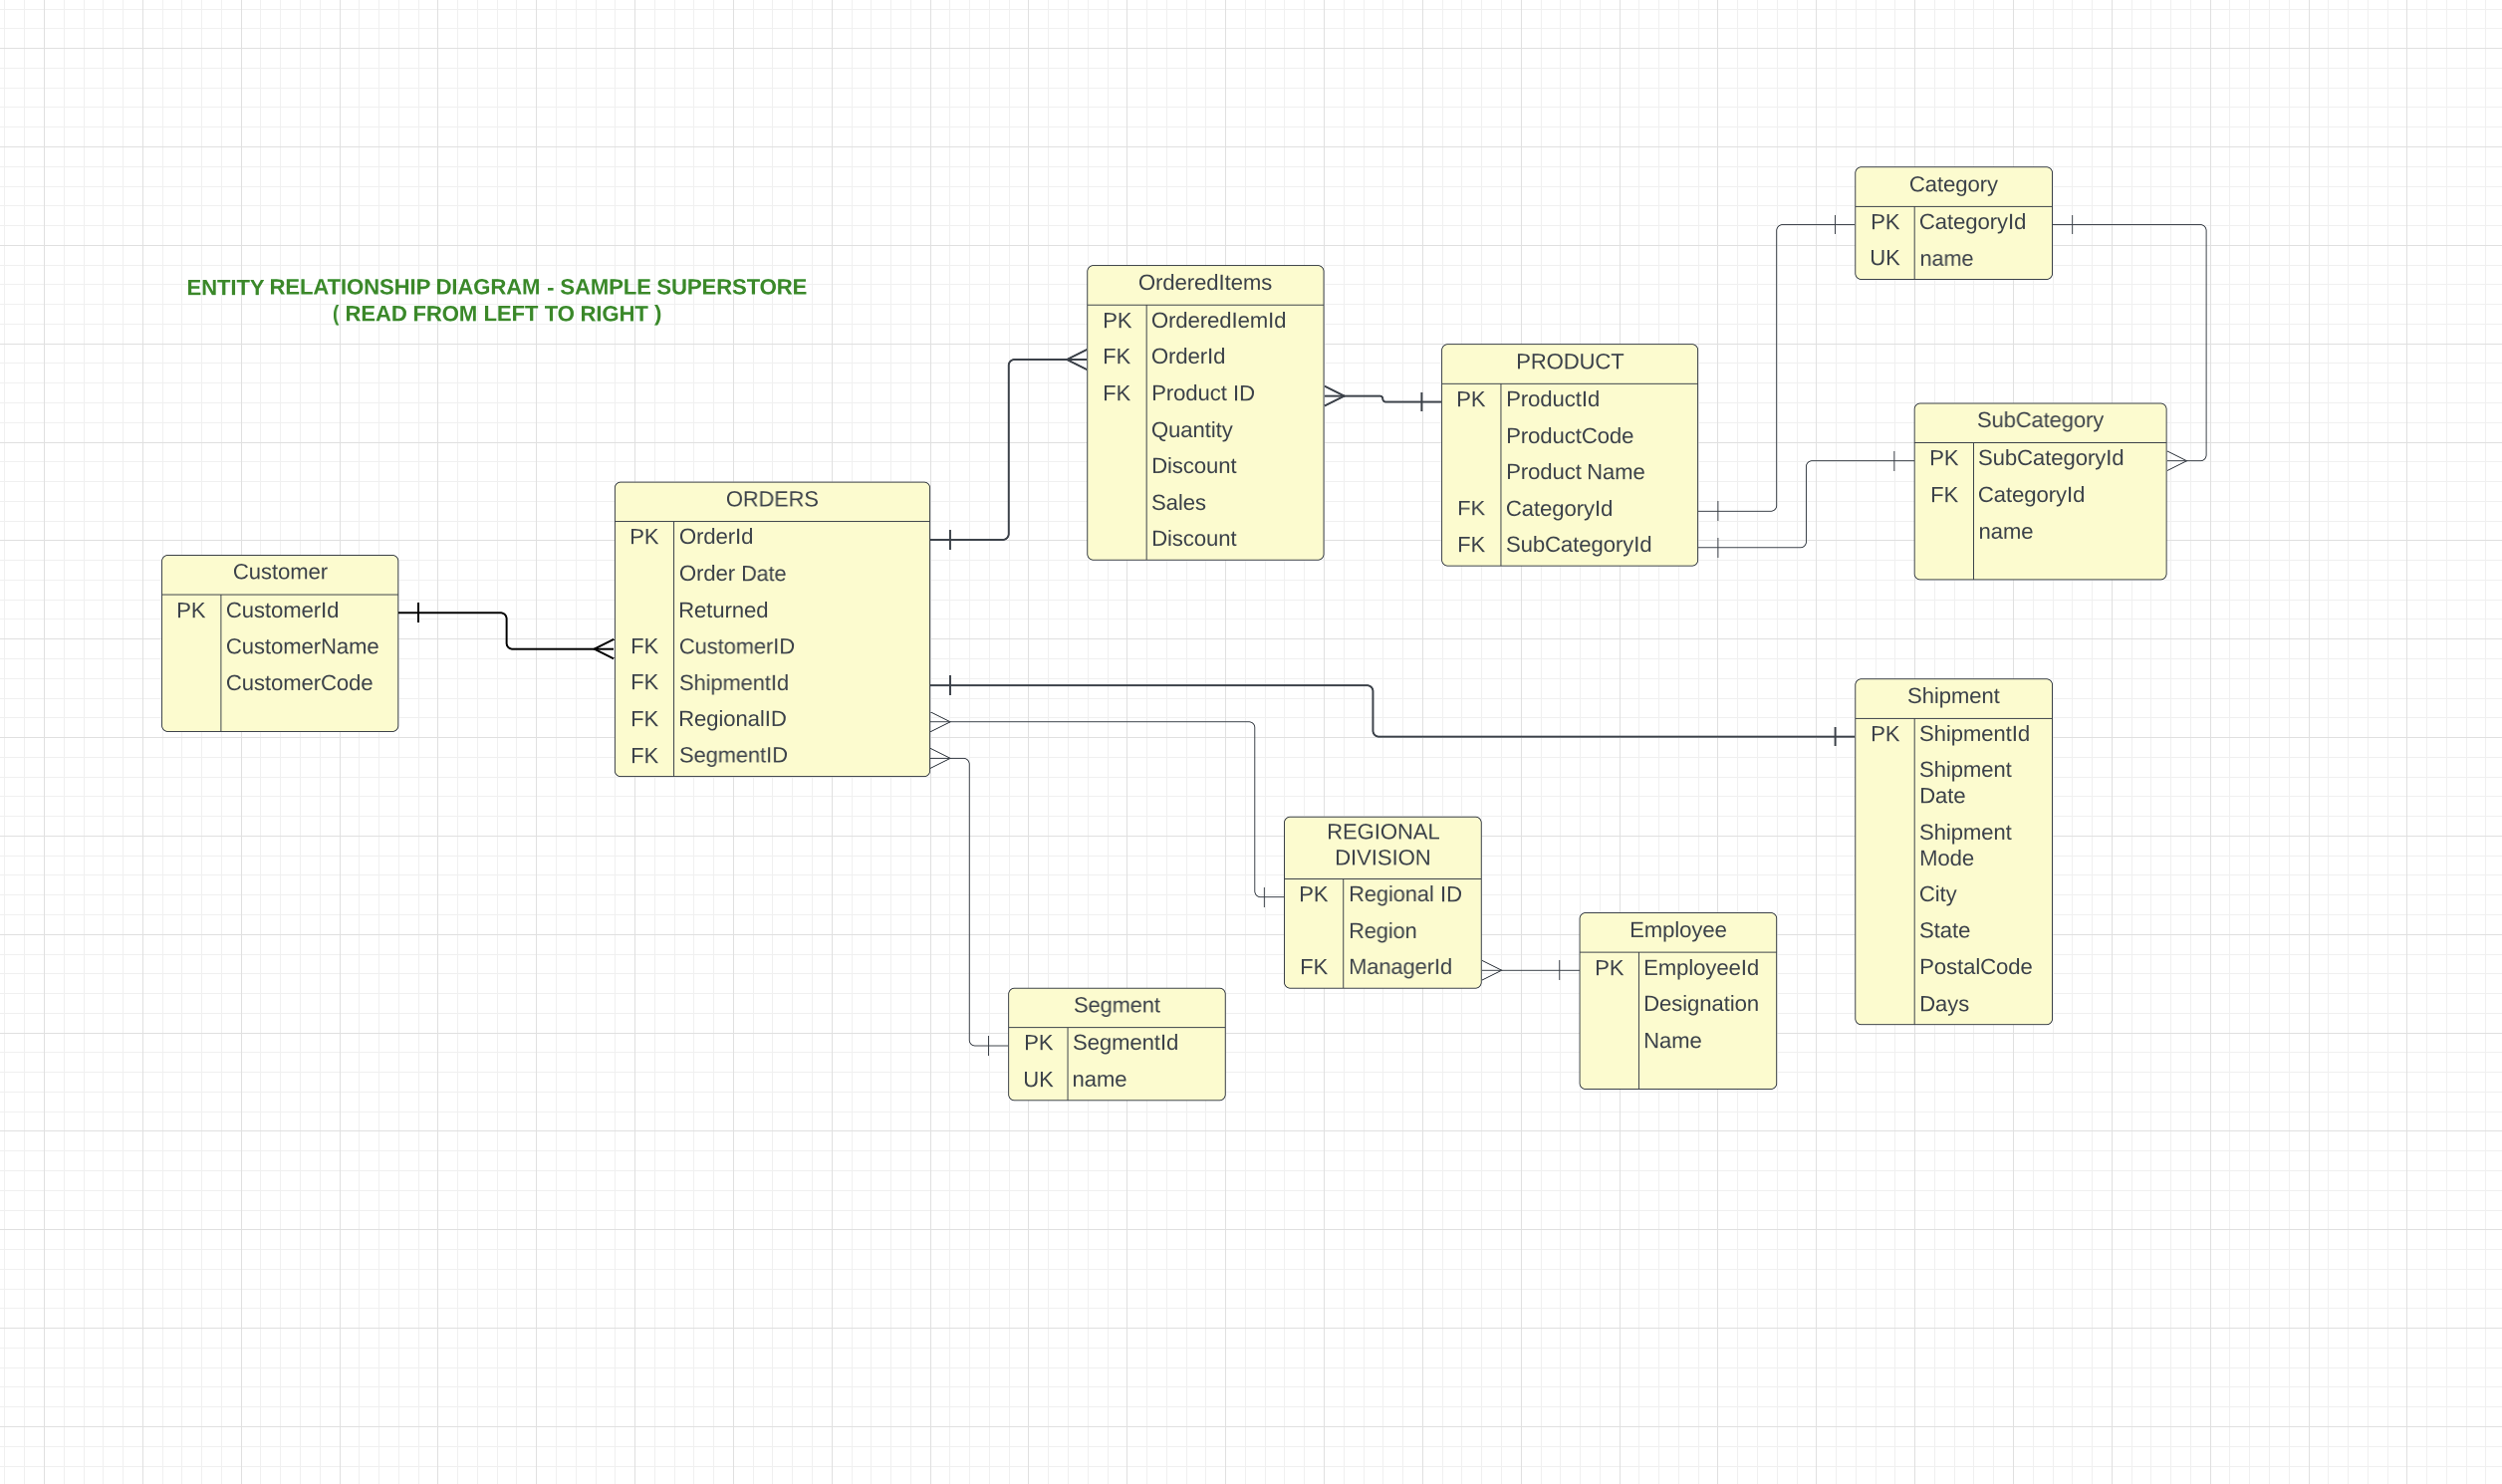 ENTITY RELATIONSHIP DIAGRAM - SAMPLE SUPERSTORE
( READ FROM LEFT TO RIGHT )
Customer
PK CustomerId
CustomerName
CustomerCode
ORDERS
PK OrderId
Order Date
Returned
FK CustomerID
FK ShipmentId
FK RegionalID
FK SegmentID
OrderedItems
PK OrderedIemId
FK OrderId
FK Product ID
Quantity
Discount
Sales
Discount
PRODUCT
PK ProductId
ProductCode
Product Name
FK CategoryId
FK SubCategoryId
Category
PK CategoryId
UK name
SubCategory
PK SubCategoryId
FK CategoryId
name
Shipment
PK ShipmentId
Shipment
Date
Shipment
Mode
City
State
PostalCode
Days
REGIONAL
DIVISION
PK Regional ID
Region
FK ManagerId
Employee
PK EmployeeId
Designation
Name
Segment
PK SegmentId
UK name